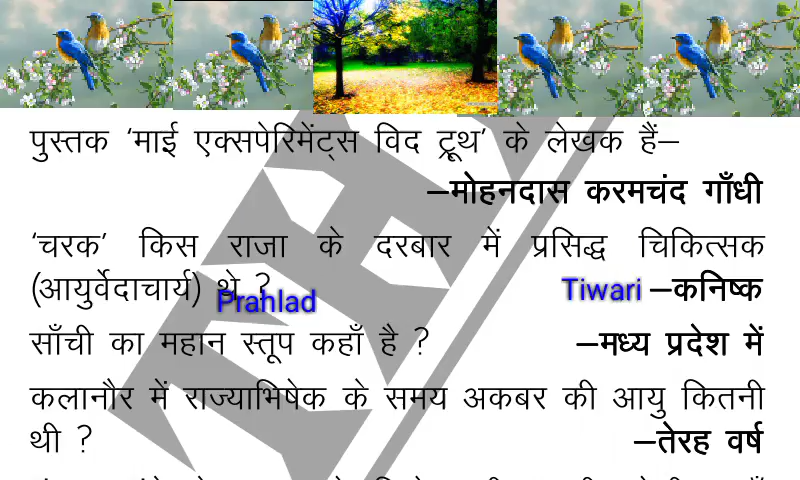 पुस्तक ‘माई एक्सपेरिमेंट्स विद ट्रूथ’ के लेखक हैं–
–मोहनदास करमचंद गाँधी
‘चरक’ किस राजा के दरबार में प्रसिद्ध चिकित्सक
(आयुर्वेदाचार्य) थे ? –कनिष्क
Prahlad Tiwari
साँची का महान स्तूप कहाँ है ? –मध्य प्रदेश में
कलानौर में राज्याभिषेक के समय अकबर की आयु कितनी
थी ? –तेरह वर्ष